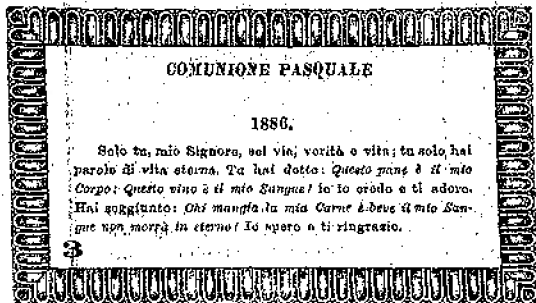 COMUNIONE PASQUALE
1886.
Solo tu, mio Signore, sei via, verità e vita; tu solo hai
parole di vita eterna. Tu hai detto: Questo pane è il mio
Corpo: Questo vino è il mio Sangue! io lo credo e ti adoro.
Hai soggiunto: Chi mangia la mia Carne e beve il mio San-
gue non morrà in eterno! Io spero e ti ringrazio.
3